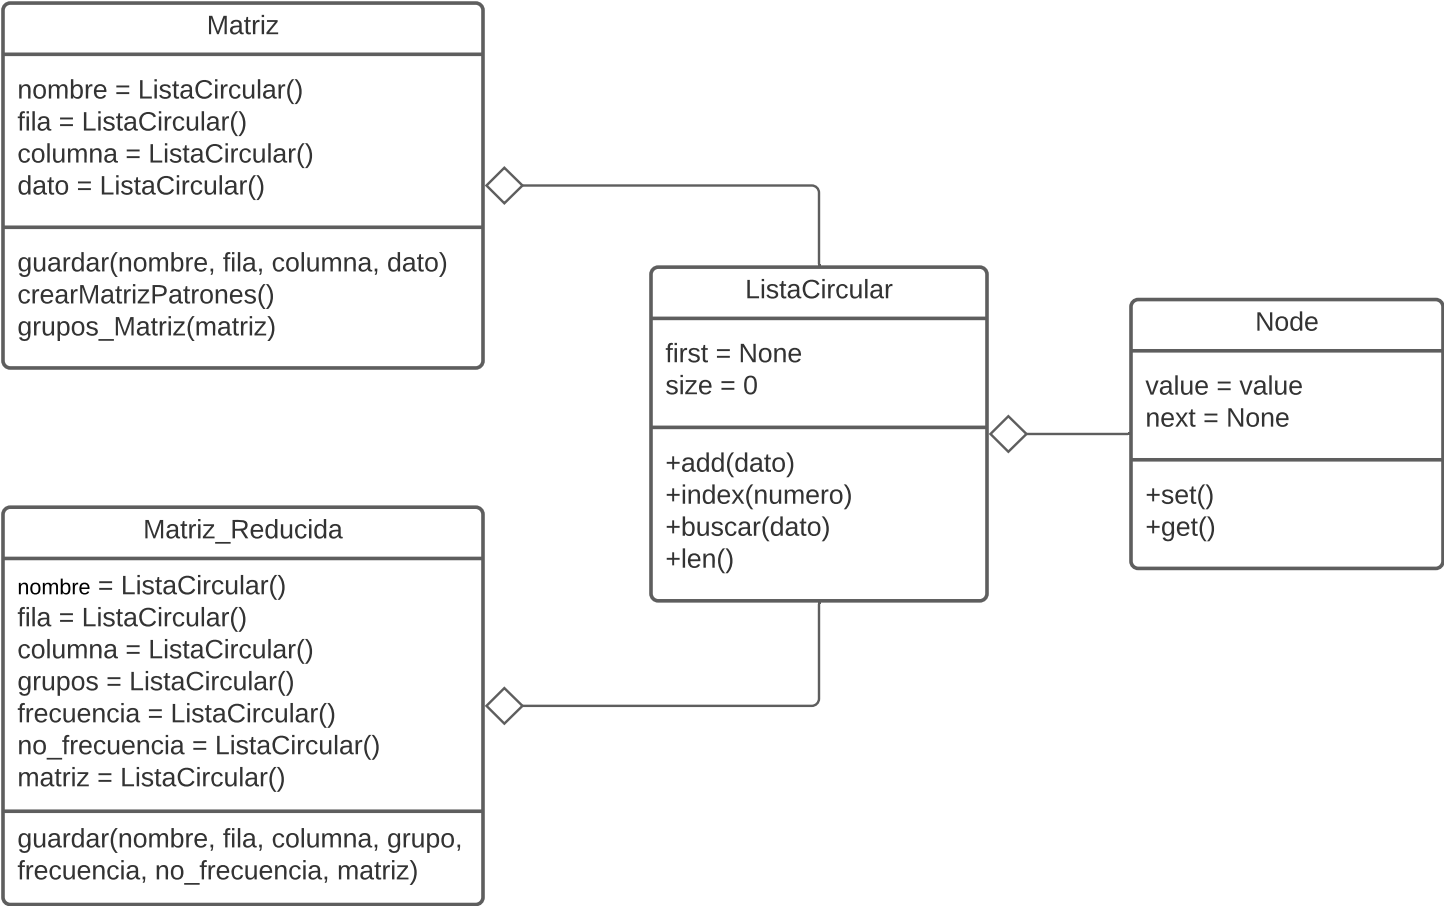 Matriz
nombre = ListaCircular()
fila = ListaCircular()
columna = ListaCircular()
dato = ListaCircular()
guardar(nombre, fila, columna, dato)
crearMatrizPatrones()
grupos_Matriz(matriz)
ListaCircular
first = None
size = 0
+add(dato)
+index(numero)
+buscar(dato)
+len()
Node
value = value
next = None
+set()
+get()
Matriz_Reducida
nombre = ListaCircular()
fila = ListaCircular()
columna = ListaCircular()
grupos = ListaCircular()
frecuencia = ListaCircular()
no_frecuencia = ListaCircular()
matriz = ListaCircular()
guardar(nombre, fila, columna, grupo,
frecuencia, no_frecuencia, matriz)